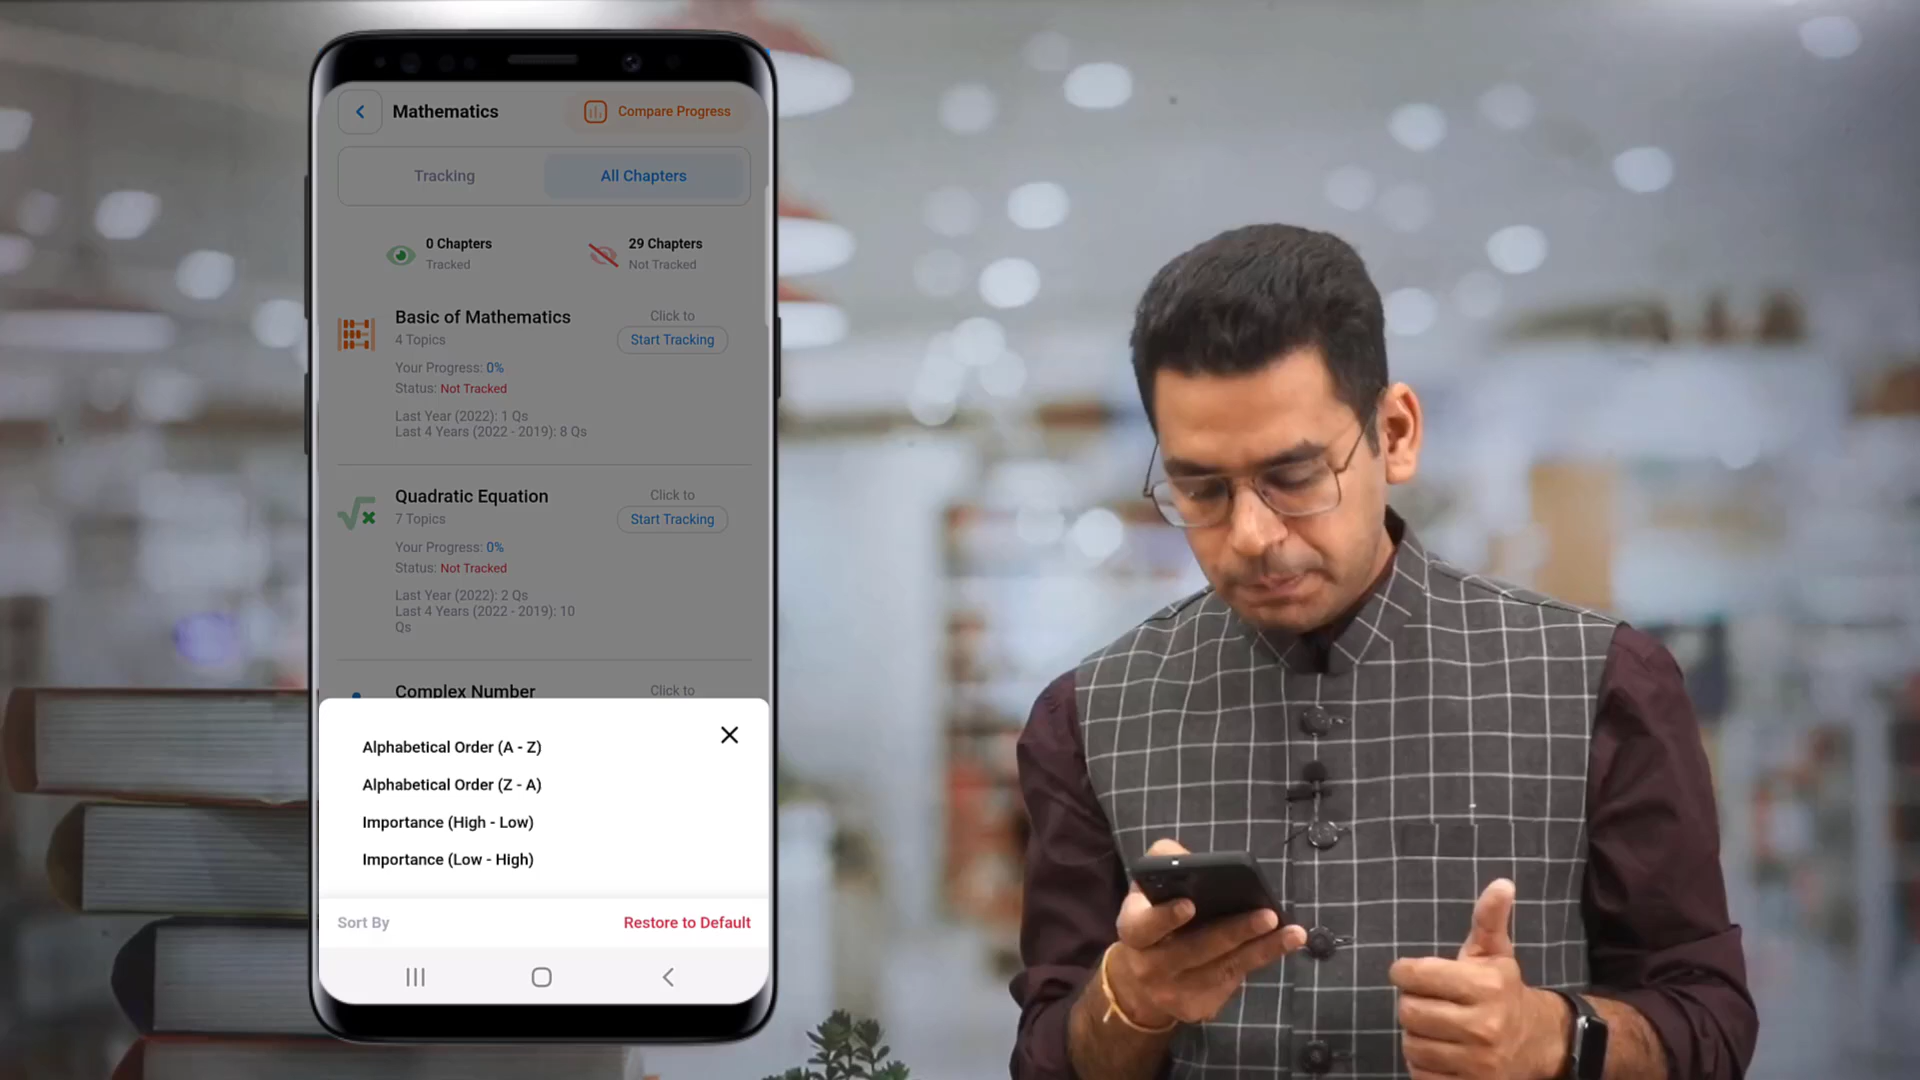 Mathematics
Compare Progress
Tracking
All Chapters
0 Chapters
Tracked
29 Chapters
Not Tracked
Basic of Mathematics
4 Topics
Your Progress: 0%
Status: Not Tracked
Last Year (2022): 1 Qs
Last 4 Years (2022 - 2019): 8 Qs
Click to
Start Tracking
Quadratic Equation
7 Topics
Your Progress: 0%
Status: Not Tracked
Last Year (2022): 2 Qs
Last 4 Years (2022 - 2019): 10
Qs
Click to
Start Tracking
Complex Number
Click to
Alphabetical Order (A - Z)
Alphabetical Order (Z - A)
Importance (High - Low)
Importance (Low - High)
Sort By
Restore to Default